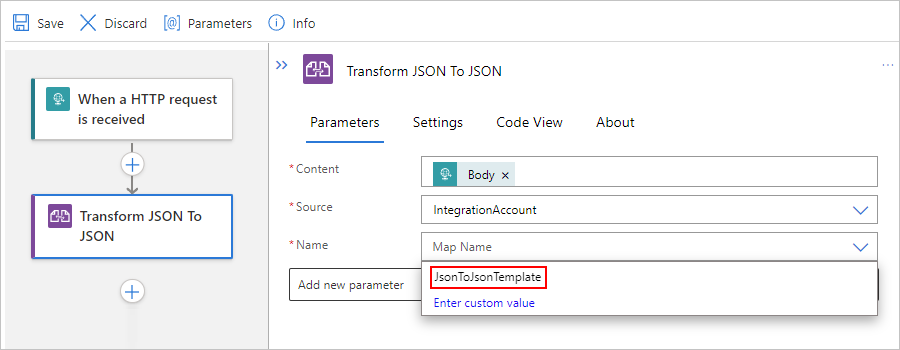 Save Discard Parameters Info
When a HTTP request
is received
Transform JSON To
JSON
Transform JSON To JSON
Parameters Settings Code View About
* Content Body ×
* Source IntegrationAccount
* Name Map Name
JsonToJsonTemplate
Add new parameter
Enter custom value